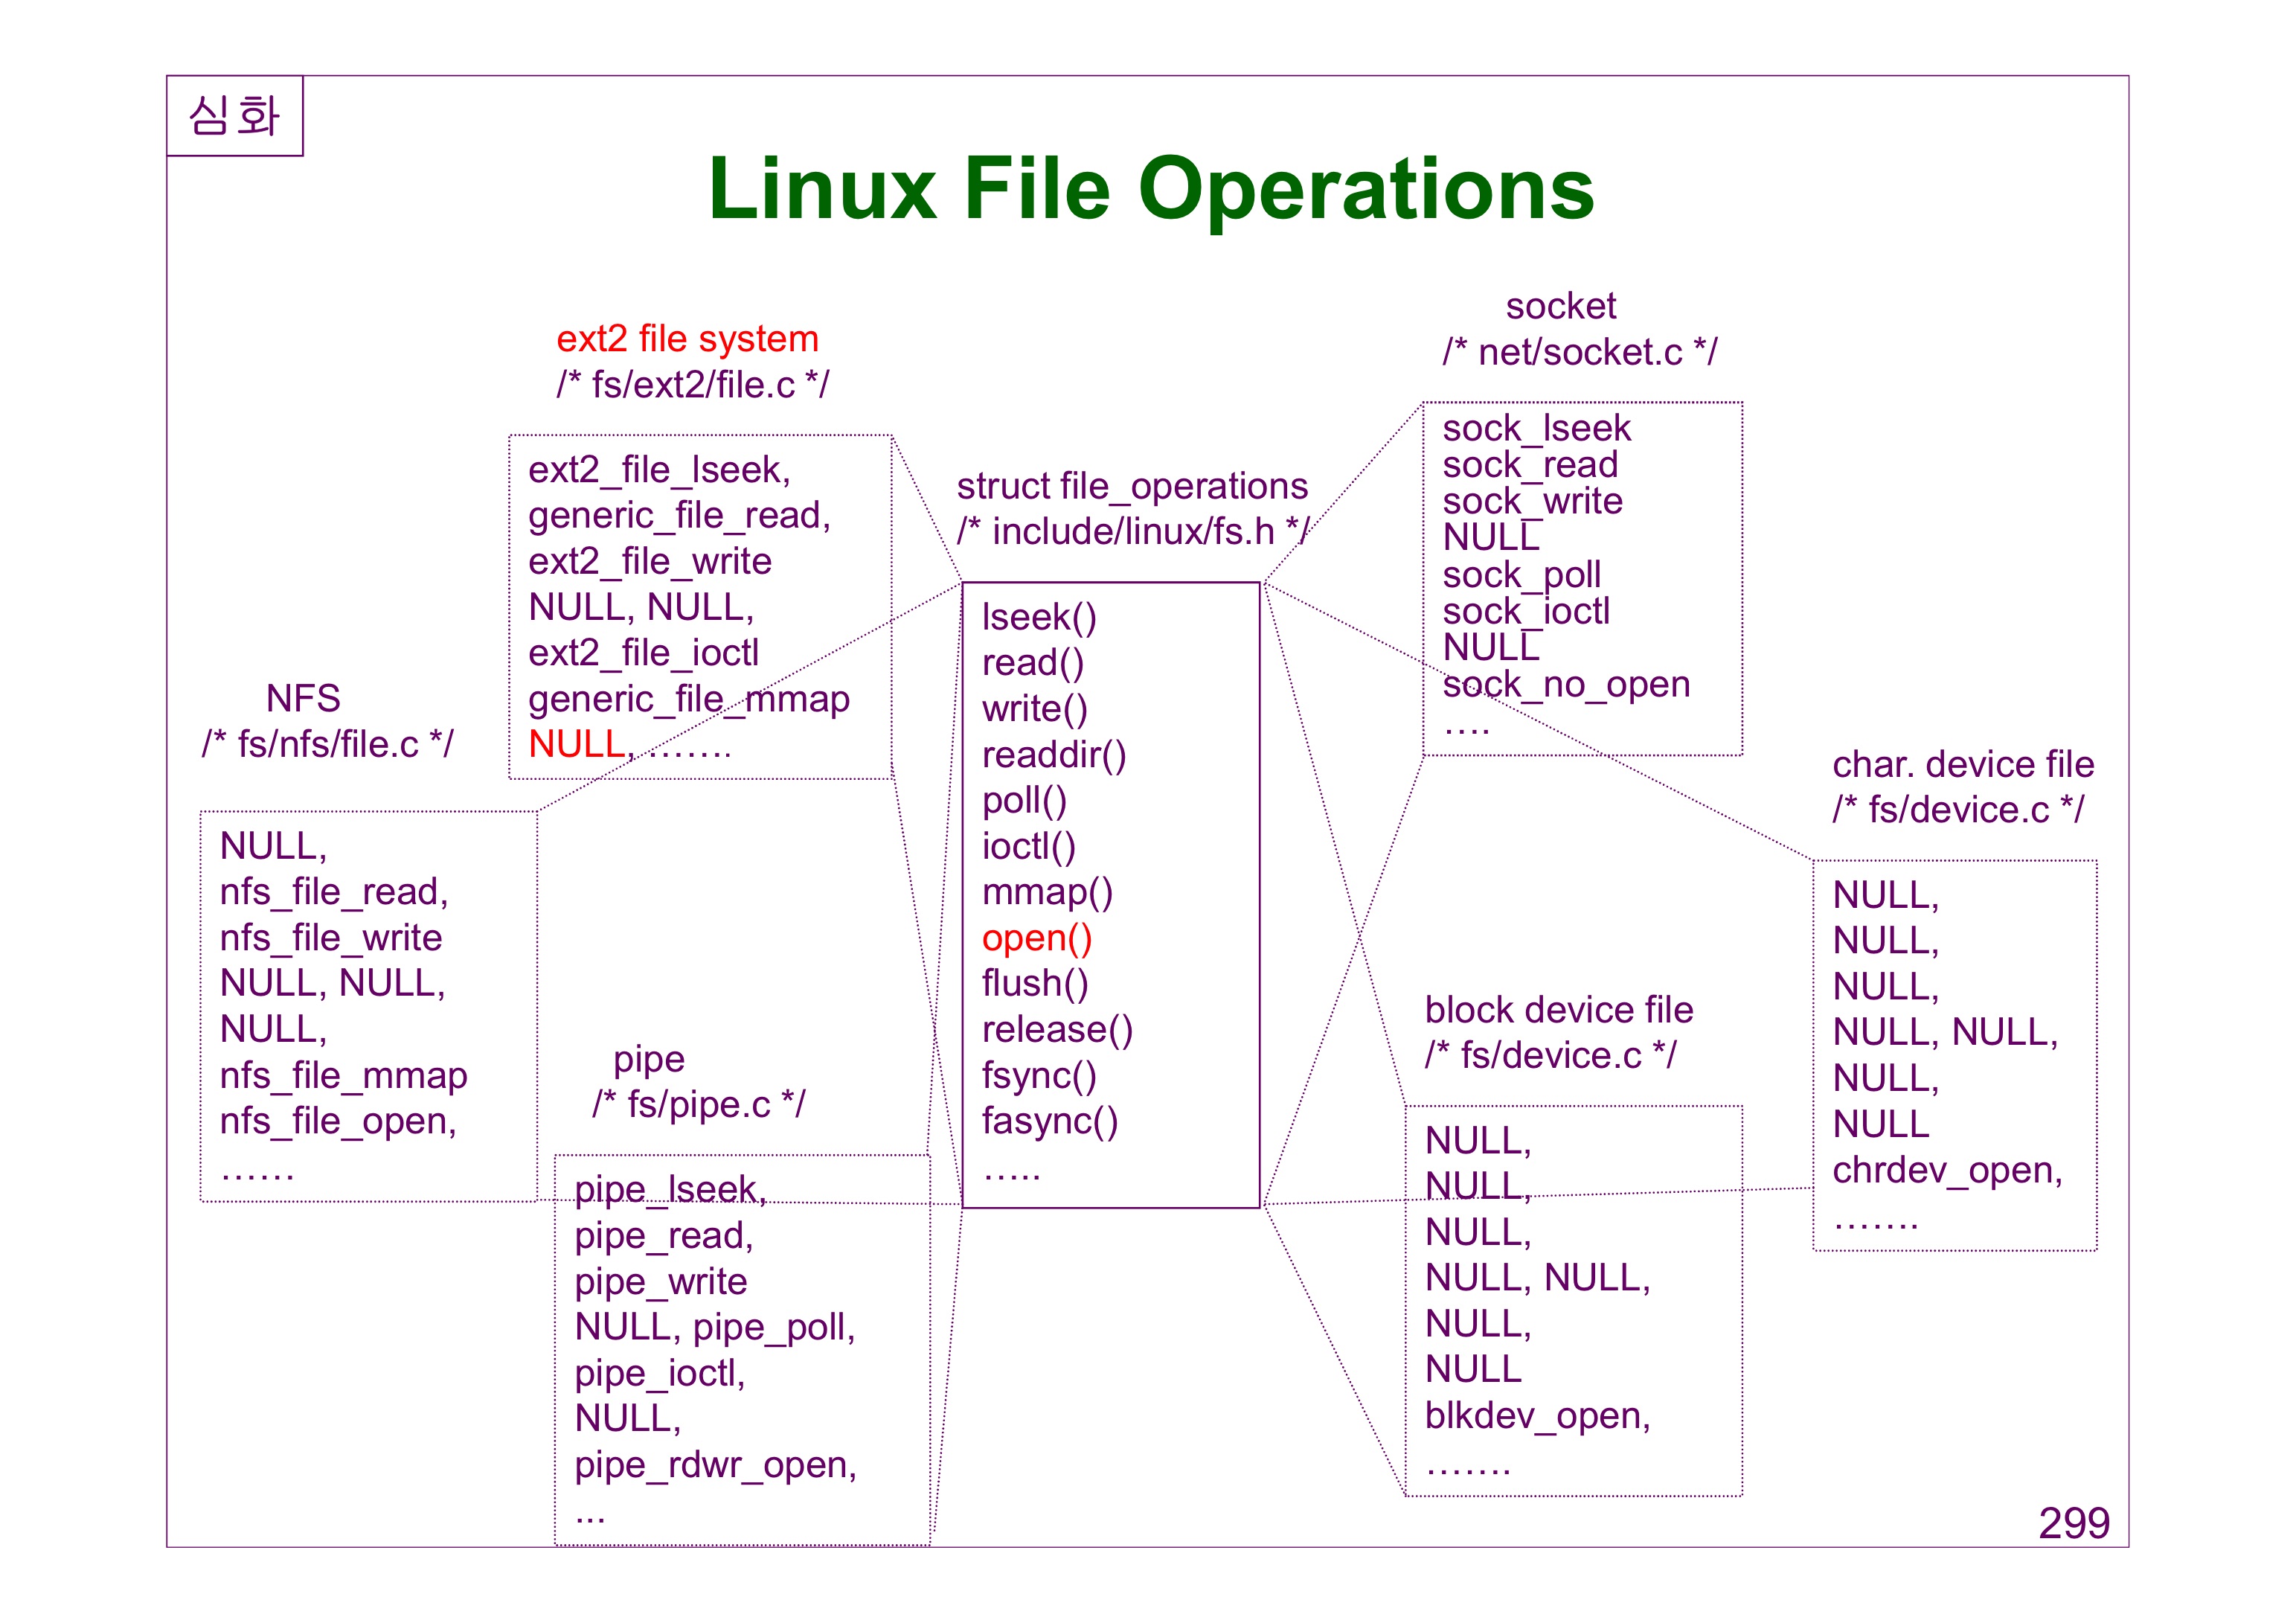 심화
Linux File Operations
ext2 file system
/* fs/ext2/file.c */
ext2_file_lseek,
generic_file_read,
ext2_file_write
NULL, NULL,
ext2_file_ioctl
generic_file_mmap
NULL, .......
NFS
/* fs/nfs/file.c */
NULL,
nfs_file_read,
nfs_file_write
NULL, NULL,
NULL,
nfs_file_mmap
nfs_file_open,
......
pipe
/* fs/pipe.c */
pipe_lseek,
pipe_read,
pipe_write
NULL, pipe_poll,
pipe_ioctl,
NULL,
pipe_rdwr_open,
...
struct file_operations
/* include/linux/fs.h */
lseek()
read()
write()
readdir()
poll()
ioctl()
mmap()
open()
flush()
release()
fsync()
fasync()
.....
socket
/* net/socket.c */
sock_lseek
sock_read
sock_write
NULL
sock_poll
sock_ioctl
NULL
sock_no_open
....
block device file
/* fs/device.c */
NULL,
NULL,
NULL,
NULL, NULL,
NULL,
NULL
blkdev_open,
.......
char. device file
/* fs/device.c */
NULL,
NULL,
NULL,
NULL, NULL,
NULL,
NULL
chrdev_open,
.......
299